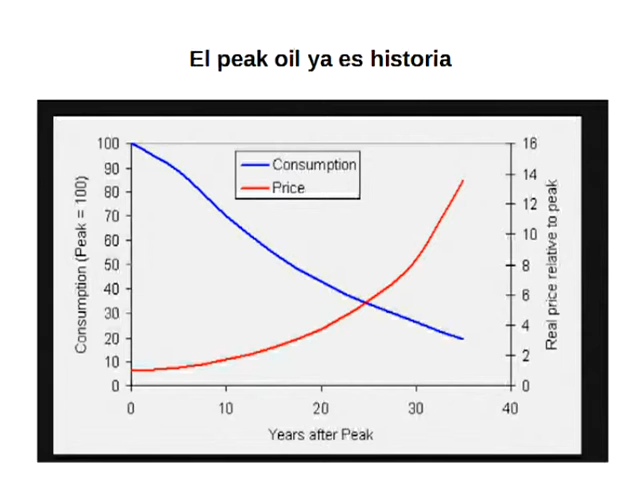 El peak oil ya es historia
Consumption
Price
Consumption (Peak = 100)
100
90
80
70
60
50
40
30
20
10
0
16
14
12
10
8
6
4
2
0
Real price relative to peak
0 10 20 30 40
Years after Peak